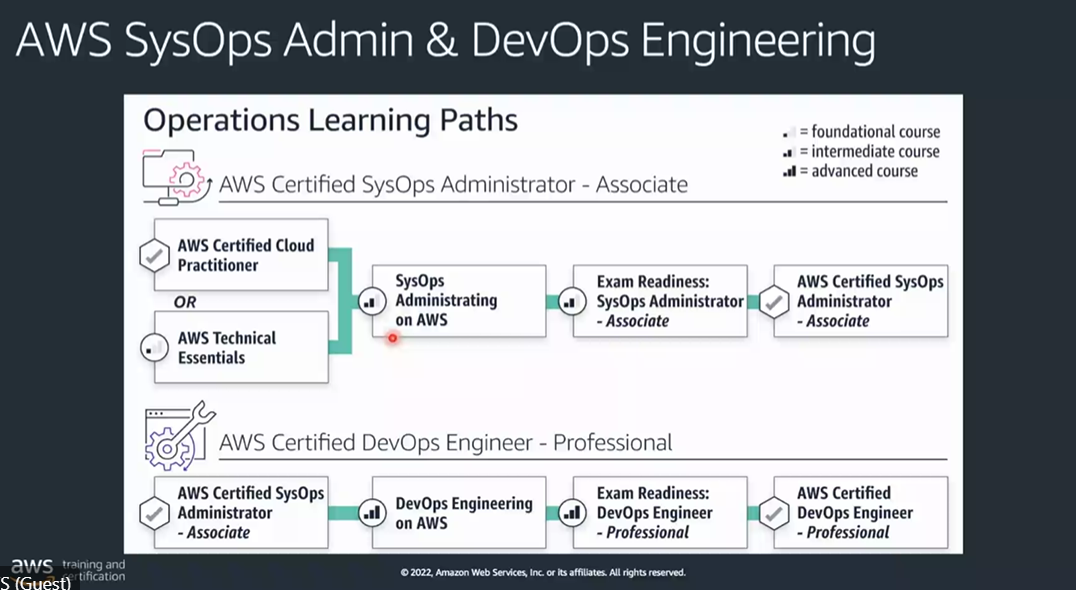 AWS SysOps Admin & DevOps Engineering
Operations Learning Paths
= foundational course
= intermediate course
= advanced course
AWS Certified SysOps Administrator - Associate
AWS Certified Cloud
Practitioner
OR
AWS Technical
Essentials
SysOps
Administrating
on AWS
Exam Readiness:
SysOps Administrator
- Associate
AWS Certified SysOps
Administrator
- Associate
AWS Certified DevOps Engineer - Professional
AWS Certified SysOps
Administrator
- Associate
DevOps Engineering
on AWS
Exam Readiness:
DevOps Engineer
- Professional
AWS Certified
DevOps Engineer
- Professional
aws training and
ertification
S (Guest)
© 2022, Amazon Web Services, Inc. or its affiliates. All rights reserved.